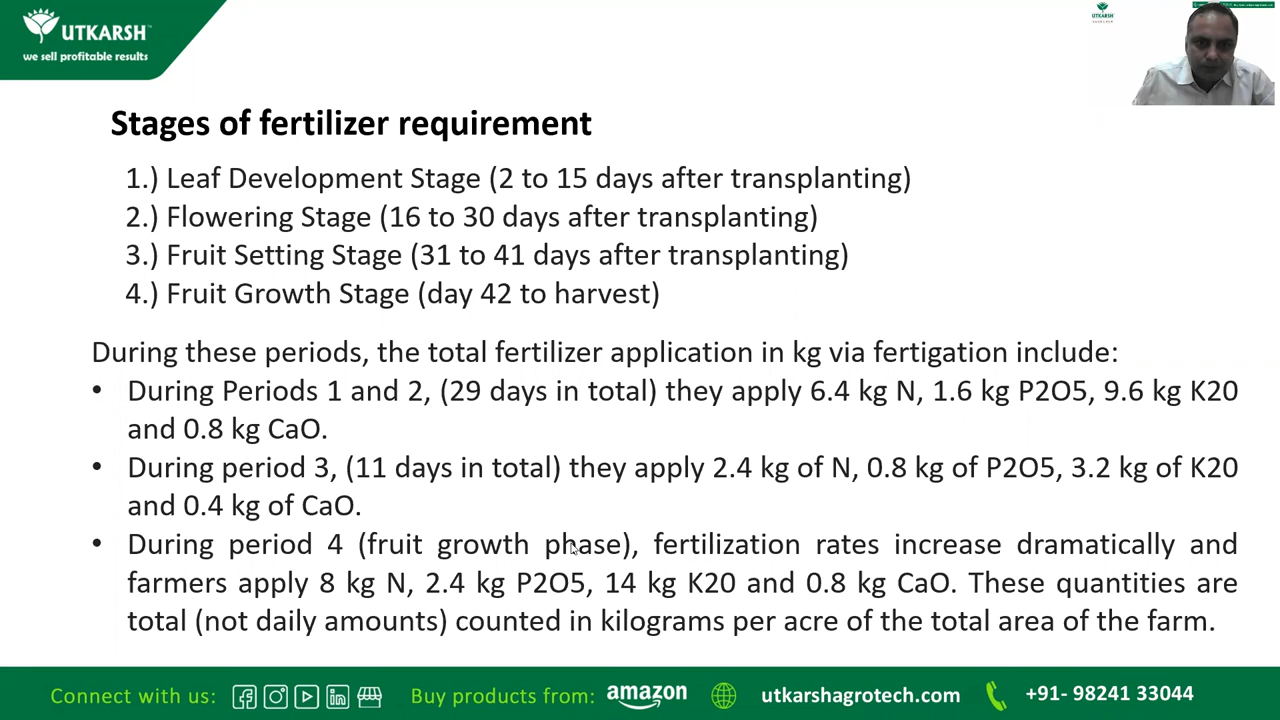 UTKARSH™
we sell profitable results
UTKARSH
Stages of fertilizer requirement
1.) Leaf Development Stage (2 to 15 days after transplanting)
2.) Flowering Stage (16 to 30 days after transplanting)
3.) Fruit Setting Stage (31 to 41 days after transplanting)
4.) Fruit Growth Stage (day 42 to harvest)
During these periods, the total fertilizer application in kg via fertigation include:
• During Periods 1 and 2, (29 days in total) they apply 6.4 kg N, 1.6 kg P2O5, 9.6 kg K20
and 0.8 kg CaO.
• During period 3, (11 days in total) they apply 2.4 kg of N, 0.8 kg of P2O5, 3.2 kg of K20
and 0.4 kg of CaO.
• During period 4 (fruit growth phase), fertilization rates increase dramatically and
farmers apply 8 kg N, 2.4 kg P2O5, 14 kg K20 and 0.8 kg CaO. These quantities are
total (not daily amounts) counted in kilograms per acre of the total area of the farm.
Connect with us: Buy products from: amazon utkarshagrotech.com +91- 98241 33044